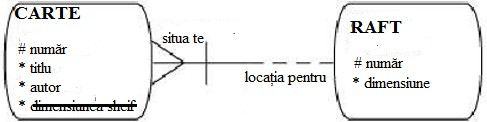 CARTE
# număr
* titlu
* autor
* dimensiunea shelf
situa te
locația pentru
RAFT
# număr
* dimensiune